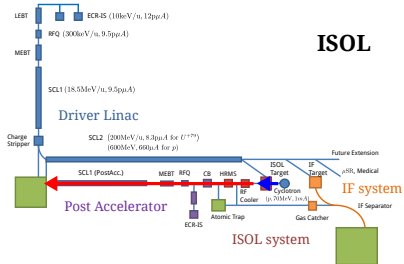 LEBT
ECR-IS (10keV/u, 12pµA)
RFQ (300keV/u, 9.5pµA)
MEBT
ISOL
SCL1 (18.5MeV/u, 9.5pµA)
Driver Linac
Charge
Stripper
SCL2 (200MeV/u, 8.3pµA for U⁺⁷⁹)
(600MeV, 660µA for p)
Future Extension
SCL1 (PostAcc.)
MEBT
RFQ
CB
HRMS
RF
Cooler
ISOL
Target
IF
Target
µSR, Medical
Cyclotron
(p, 70MeV, 1mA)
IF system
Post Accelerator
Atomic Trap
Gas Catcher
IF Separator
ECR-IS
ISOL system